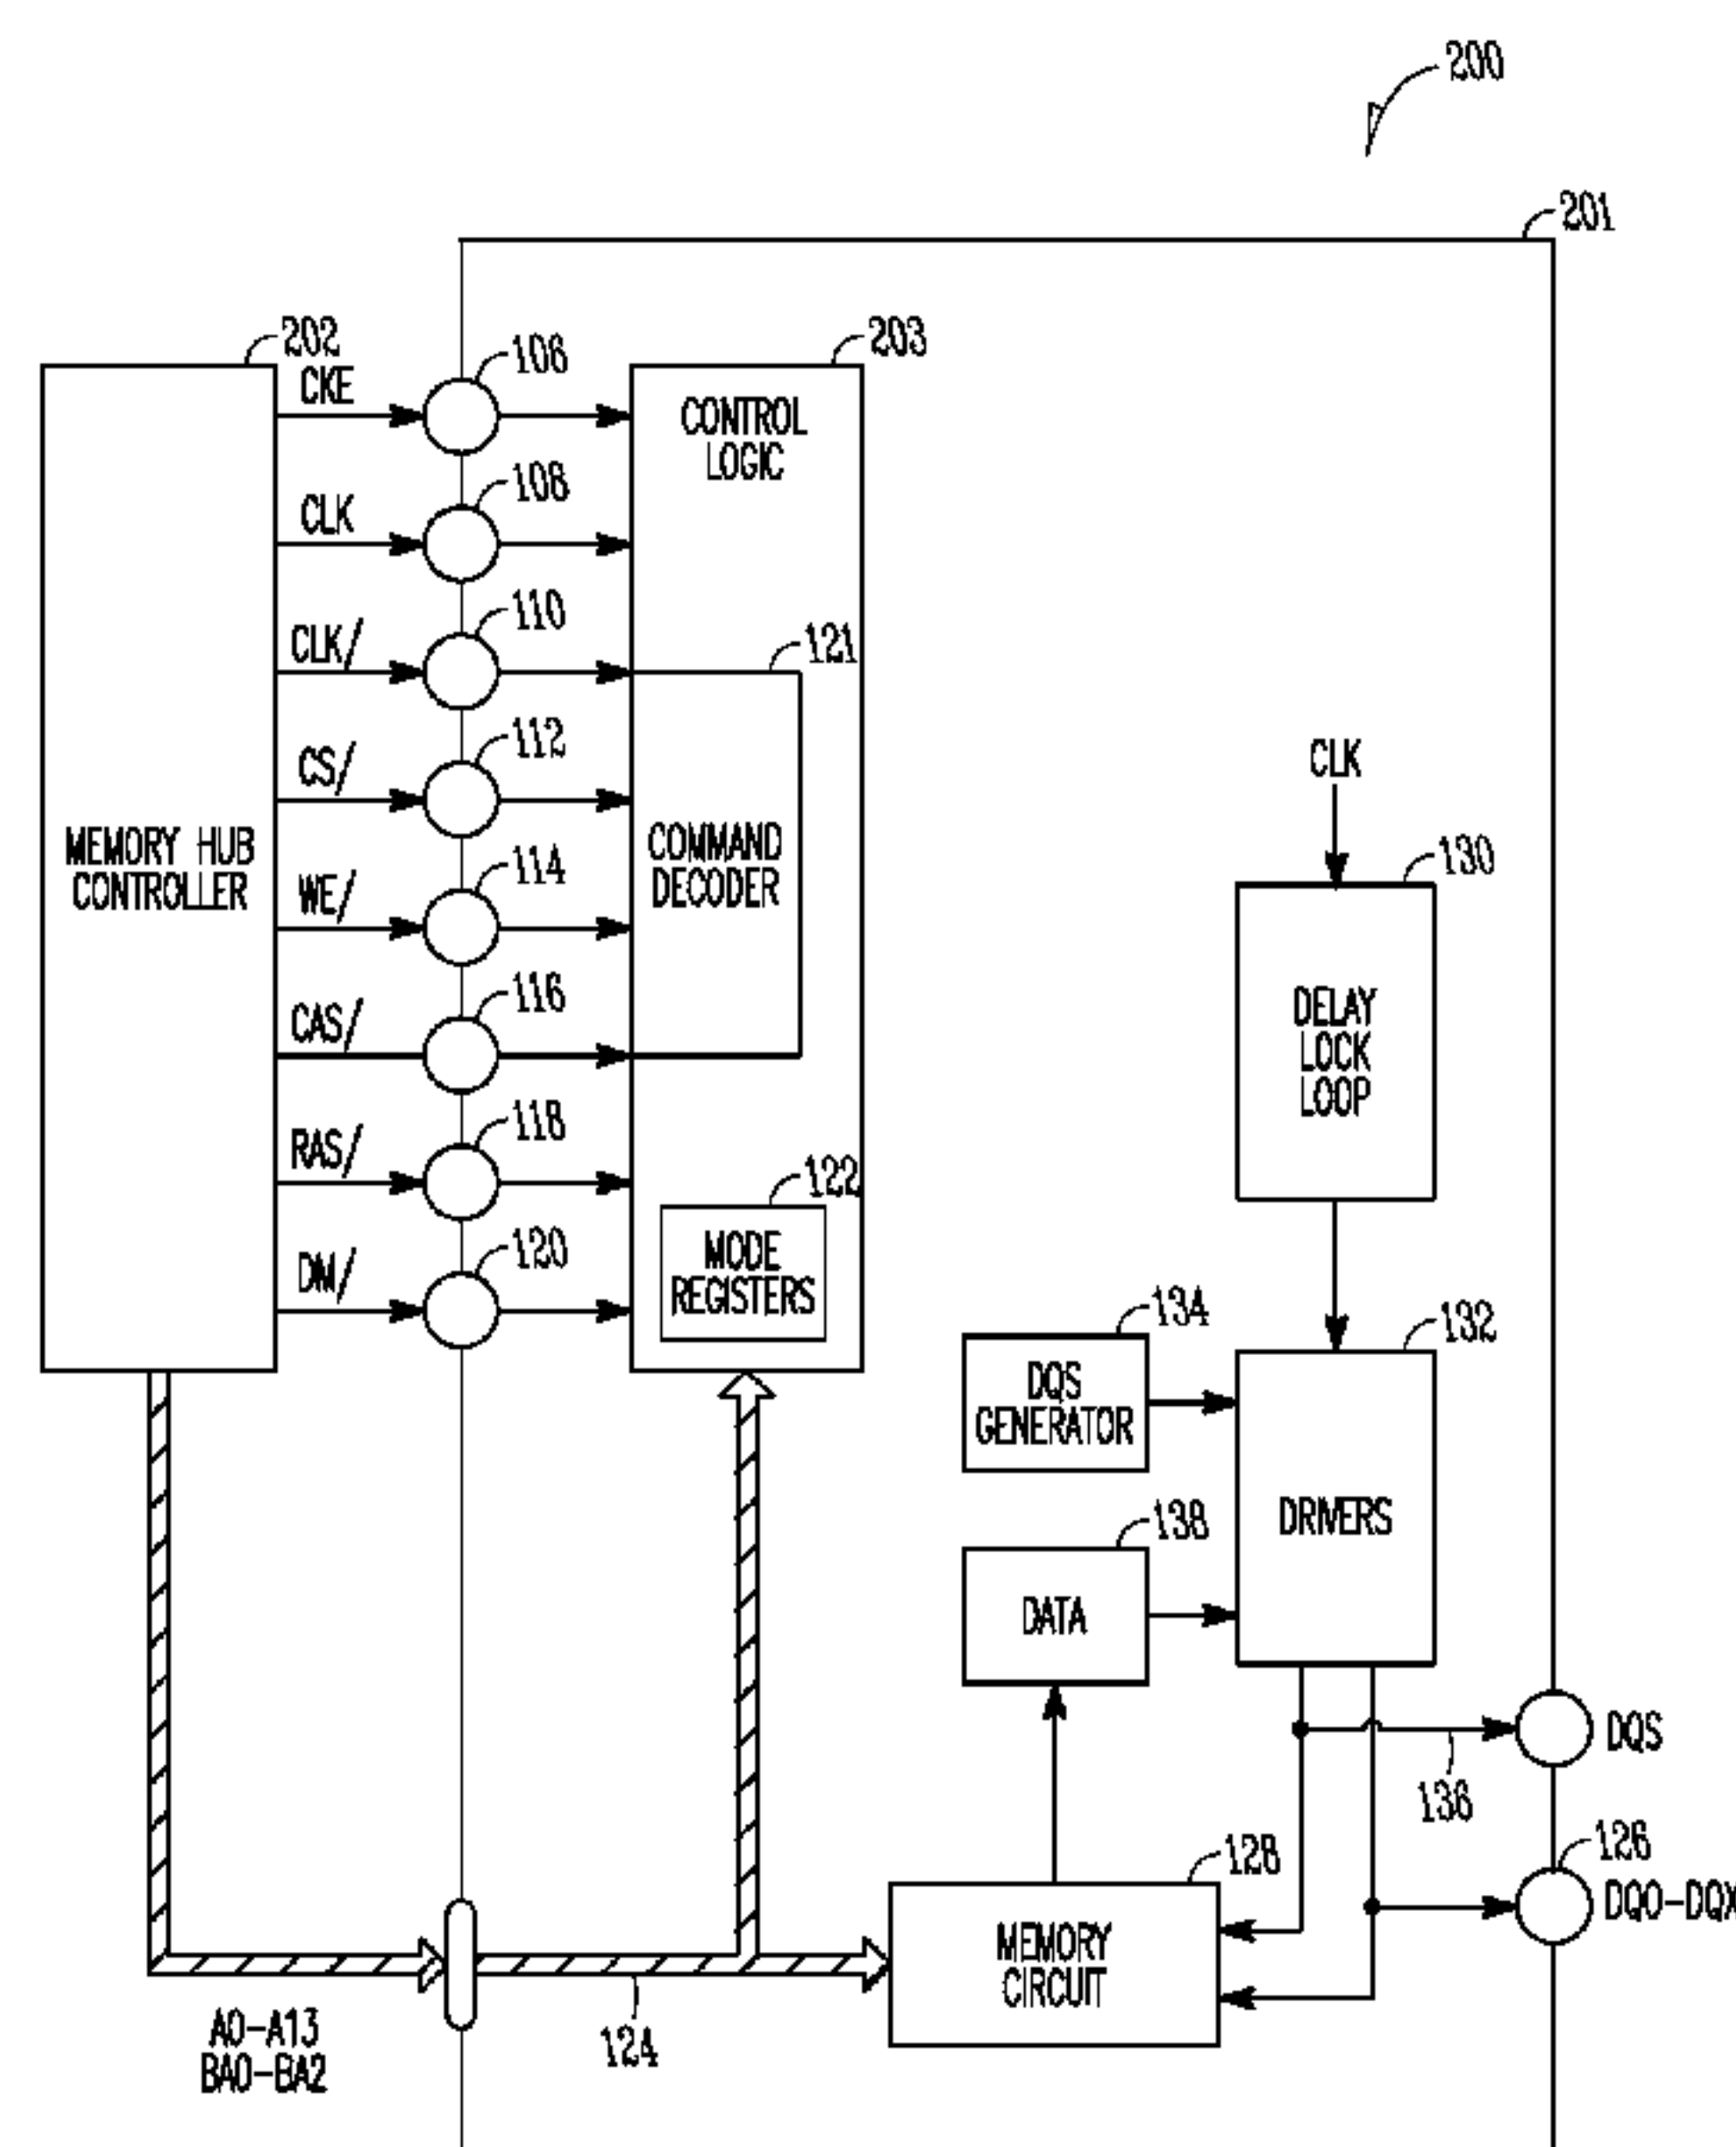 200
201
202
CKE
106
203
CONTROL
LOGIC
CLK
108
CLK/
110
121
CS/
112
CLK
MEMORY HUB
CONTROLLER
WE/
114
COMMAND
DECODER
130
CAS/
116
DELAY
LOCK
LOOP
RAS/
118
122
DM/
120
MODE
REGISTERS
134
132
DQS
GENERATOR
138
DRIVERS
DATA
DQS
136
128
126
DQ0-DQX
MEMORY
CIRCUIT
A0-A13
BA0-BA2
124